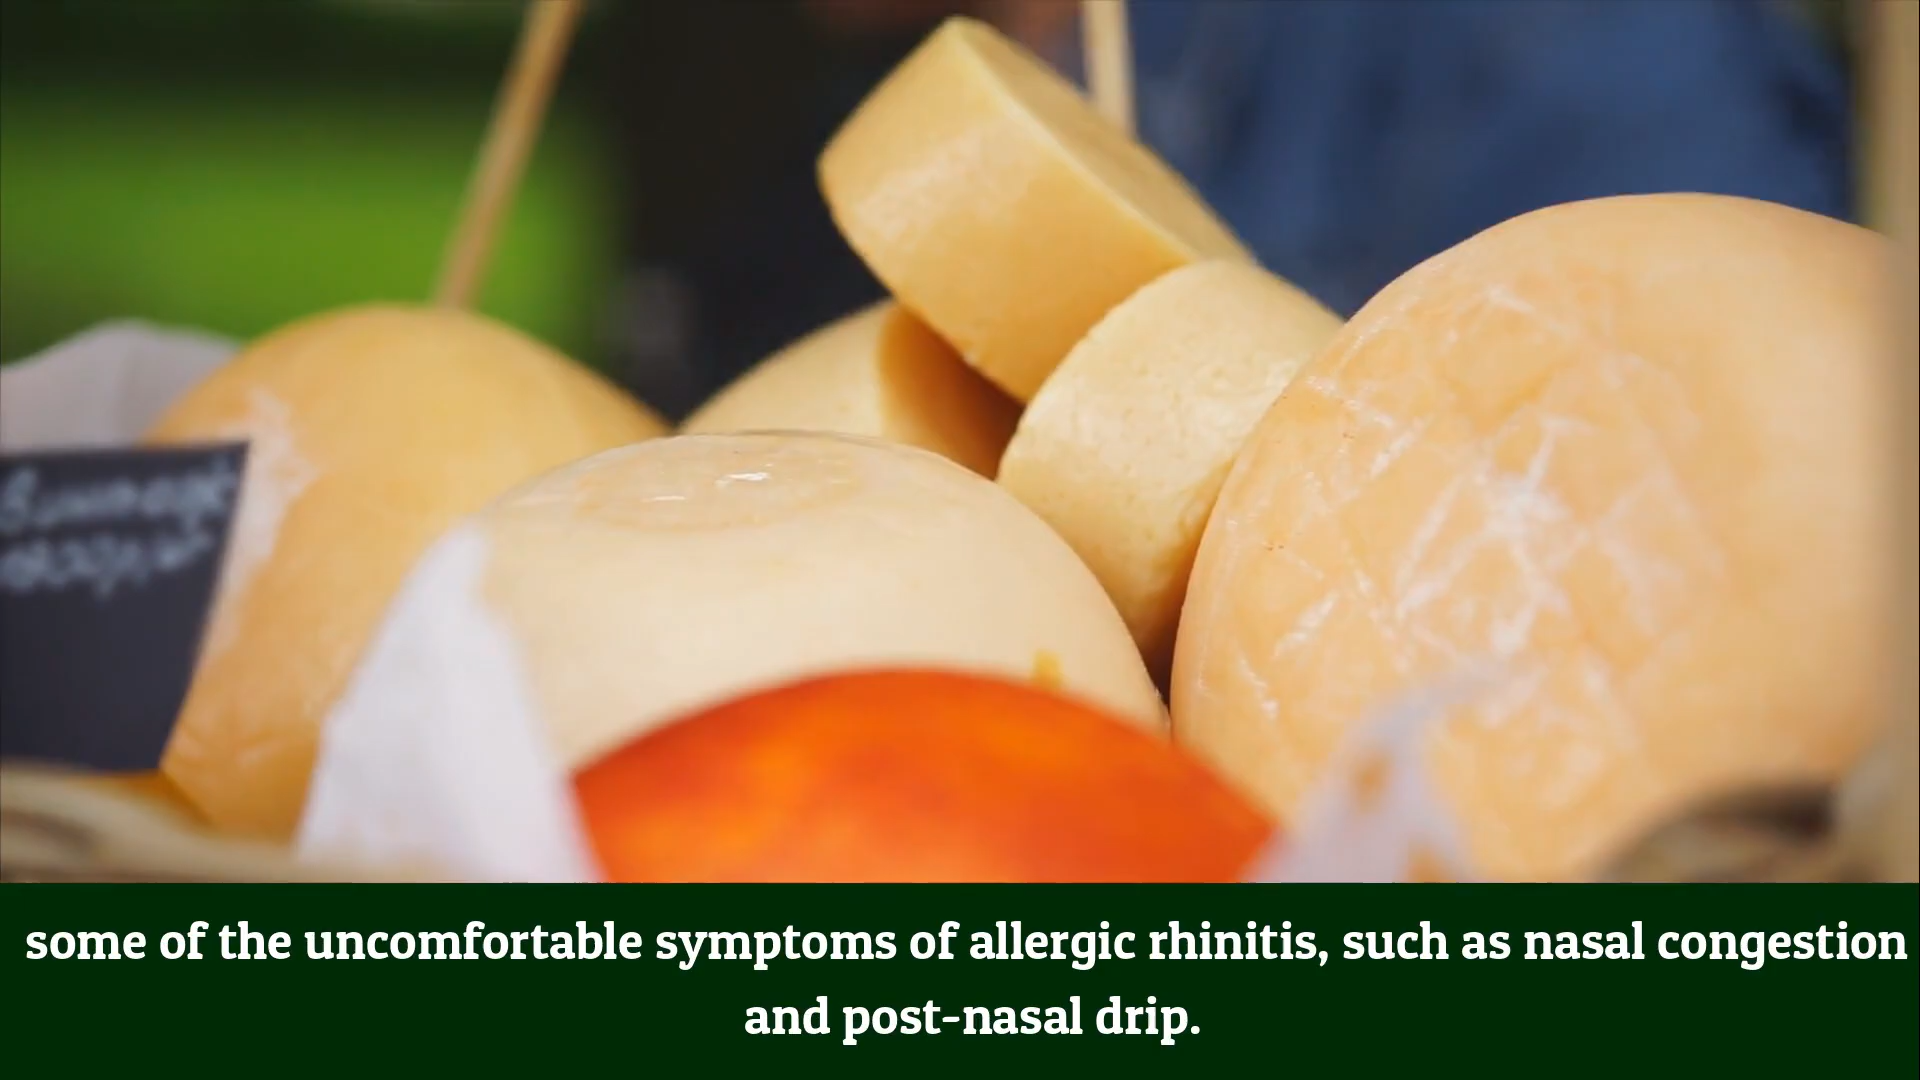 some of the uncomfortable symptoms of allergic rhinitis, such as nasal congestion
and post-nasal drip.